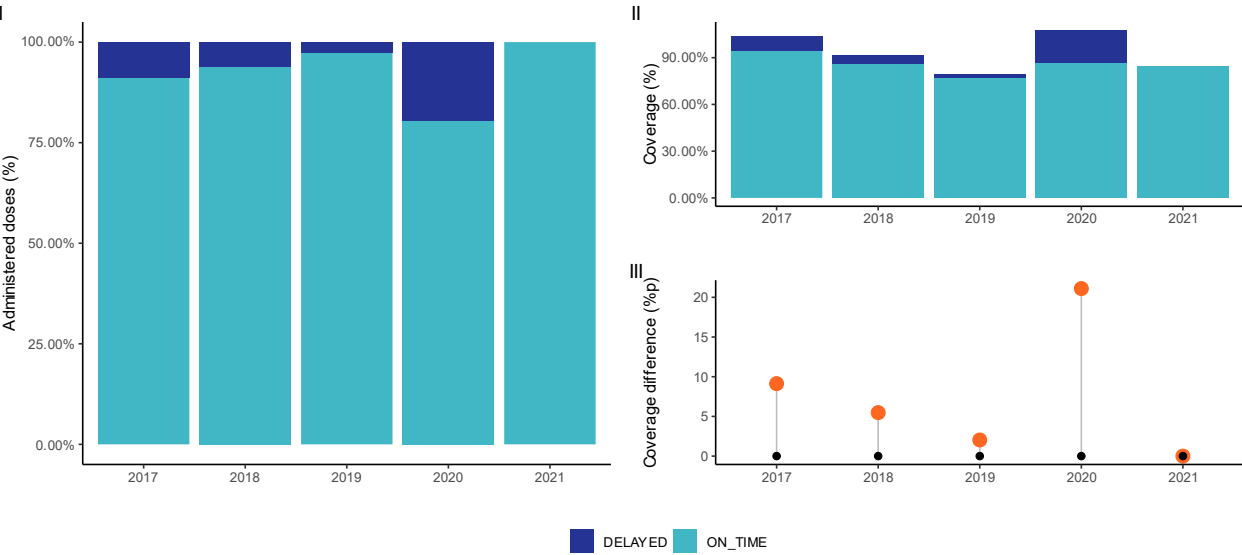 I
Administered doses (%)
100.00%
75.00%
50.00%
25.00%
0.00%
2017 2018 2019 2020 2021
II
Coverage (%)
90.00%
60.00%
30.00%
0.00%
2017 2018 2019 2020 2021
III
Coverage difference (%p)
20
15
10
5
0
2017 2018 2019 2020 2021
DELAYED ON_TIME